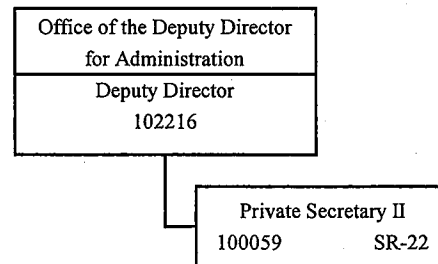 Office of the Deputy Director
for Administration
Deputy Director
102216
Private Secretary II
100059 SR-22